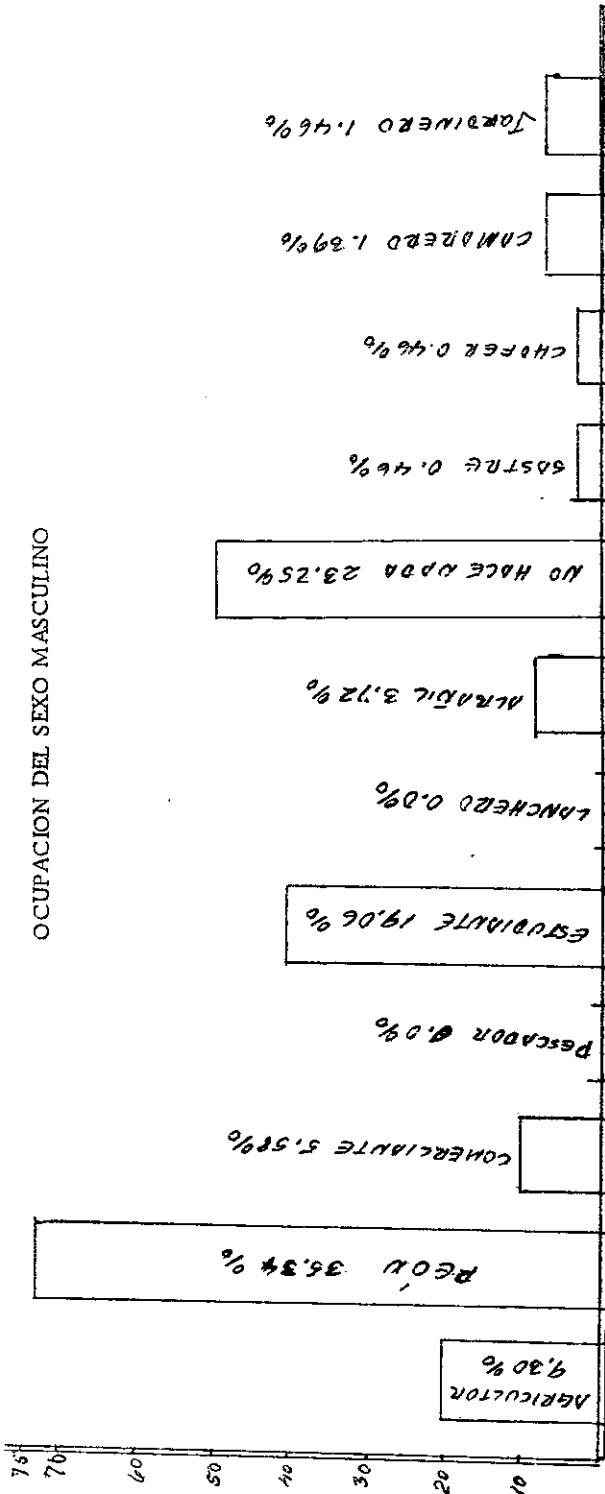 OCUPACION DEL SEXO MASCULINO
75
70
60
50
40
30
20
10
AGRICULTOR
9,30%
PEÓN 35.34%
COMERCIANTE 5,58%
PESCADOR 0.0%
ESTUDIANTE 19,06%
LANCHERO 0.0%
ALBAÑIL 3,72%
NO HACE NADA 23.25%
SASTRE 0.46%
CHOFER 0.46%
CAMARERO 1.39%
JARDINERO 1.46%